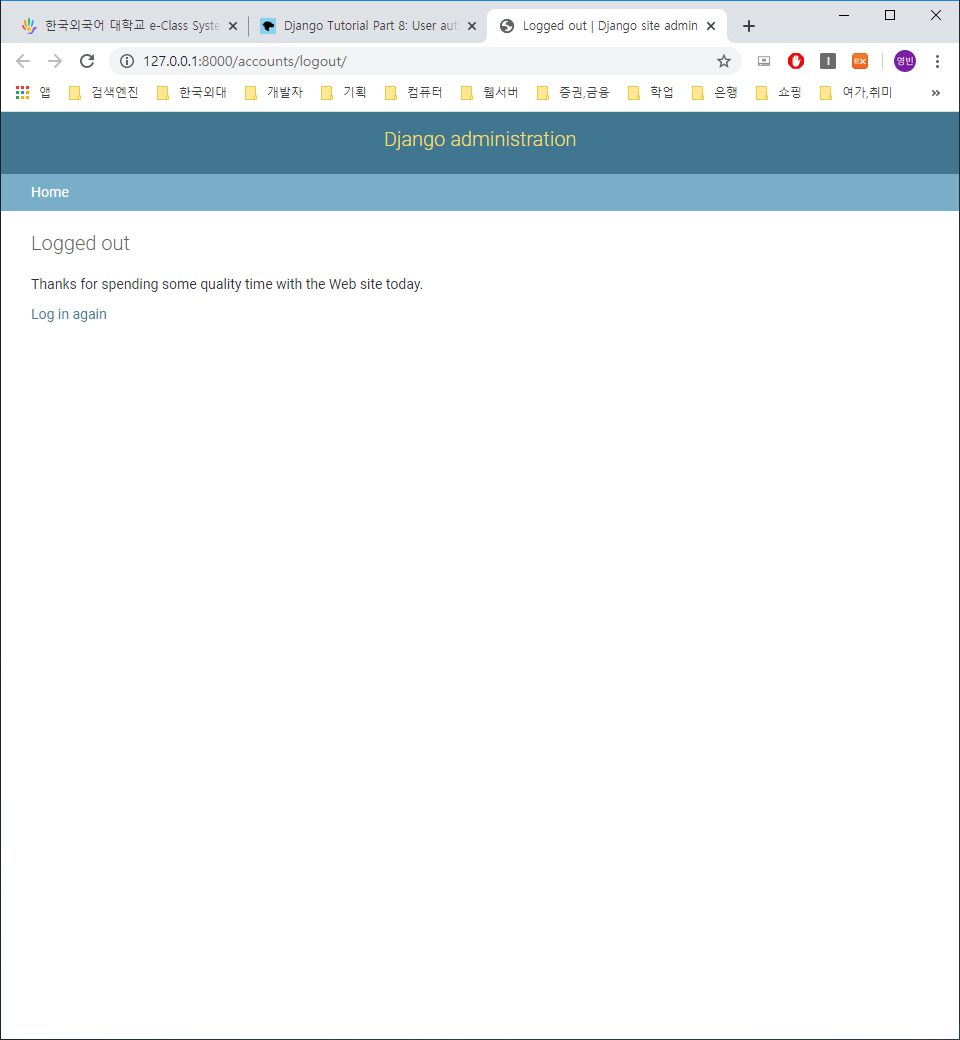 한국외국어 대학교 e-Class Syste
Django Tutorial Part 8: User aut
Logged out | Django site admin
127.0.0.1:8000/accounts/logout/
영빈
앱 검색엔진 한국외대 개발자 기획 컴퓨터 웹서버 증권,금융 학업 은행 쇼핑 여가,취미 »
Django administration
Home
Logged out
Thanks for spending some quality time with the Web site today.
Log in again